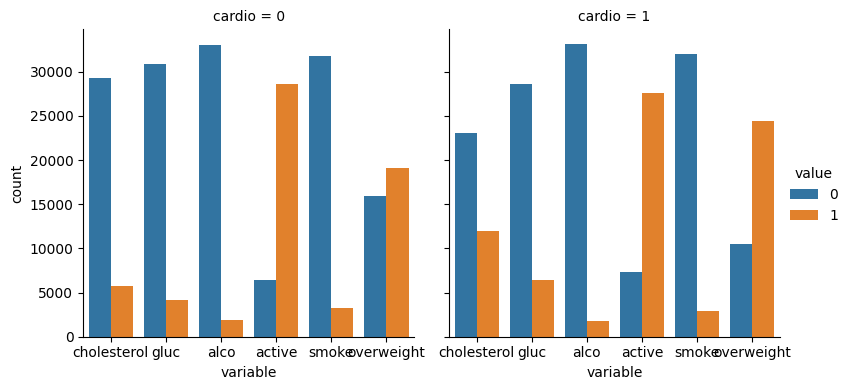 cardio = 0
cardio = 1
30000
25000
20000
15000
10000
5000
0
count
cholesterol gluc alco active smoke overweight
variable
cholesterol gluc alco active smoke overweight
variable
value
0
1